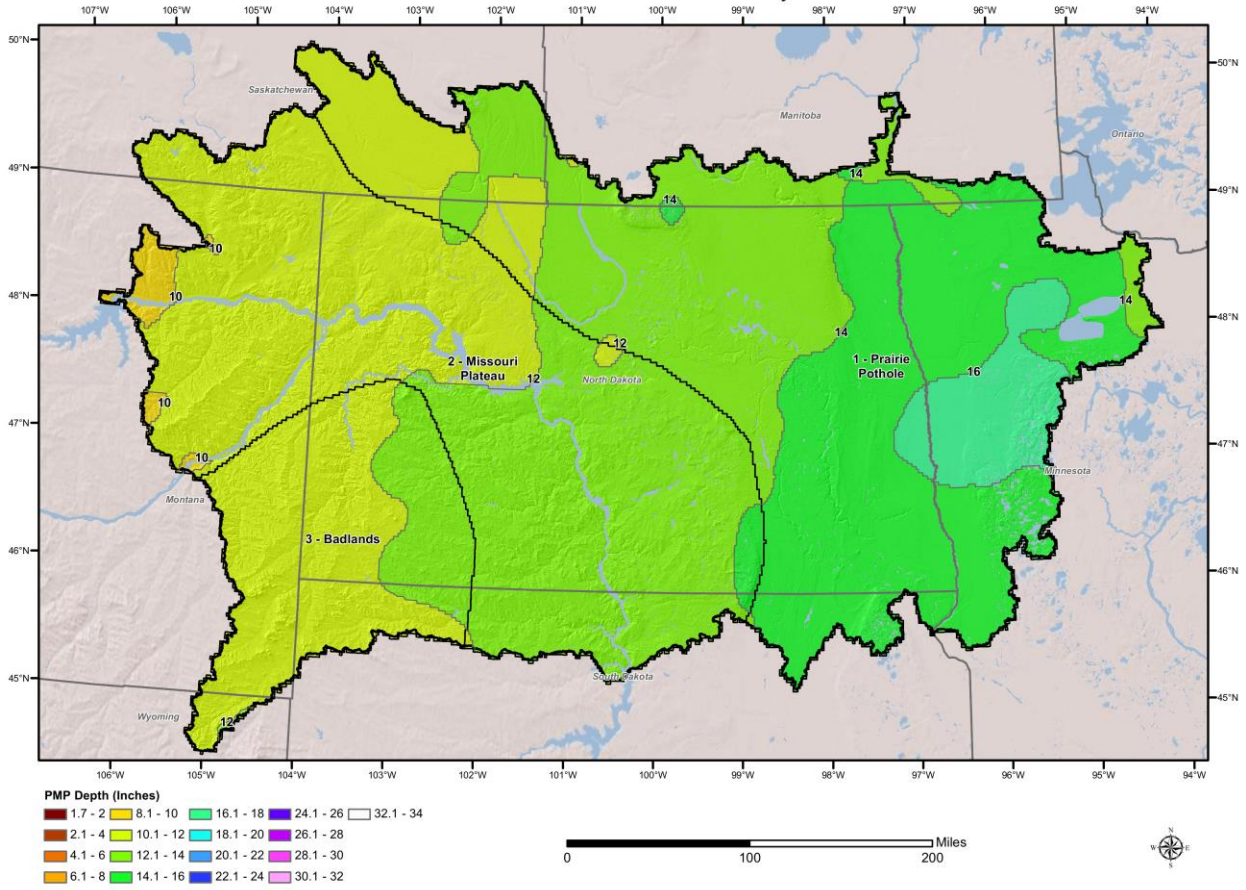 107°W 106°W 105°W 104°W 103°W 102°W 101°W 100°W 99°W 98°W 97°W 96°W 95°W 94°W
50°N 50°N
Saskatchewan
Manitoba
Ontario
49°N 49°N
14
14
10
48°N 48°N
10
14
14
12
2 - Missouri
Plateau
12
North Dakota
1 - Prairie
Pothole
16
10
47°N 47°N
10
Montana
Minnesota
3 - Badlands
46°N 46°N
45°N 45°N
South Dakota
Wyoming
12
106°W 105°W 104°W 103°W 102°W 101°W 100°W 99°W 98°W 97°W 96°W 95°W 94°W
PMP Depth (Inches)
1.7 - 2 8.1 - 10 16.1 - 18 24.1 - 26 32.1 - 34
2.1 - 4 10.1 - 12 18.1 - 20 26.1 - 28
4.1 - 6 12.1 - 14 20.1 - 22 28.1 - 30
6.1 - 8 14.1 - 16 22.1 - 24 30.1 - 32
Miles
0 100 200
N
W E
S